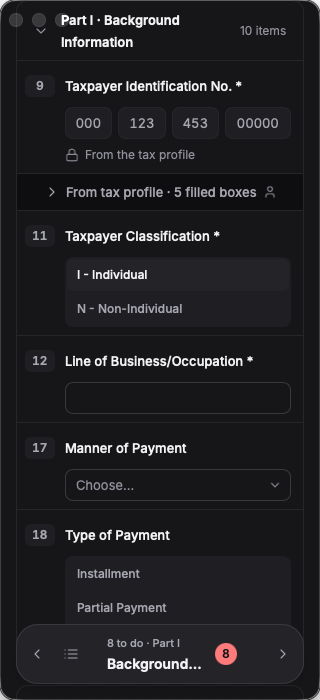 Part I · Background
Information
10 items
9
Taxpayer Identification No. *
000
123
453
00000
From the tax profile
From tax profile · 5 filled boxes
11
Taxpayer Classification *
I - Individual
N - Non-Individual
12
Line of Business/Occupation *
17
Manner of Payment
Choose...
18
Type of Payment
Installment
Partial Payment
8 to do · Part I
Background...
8